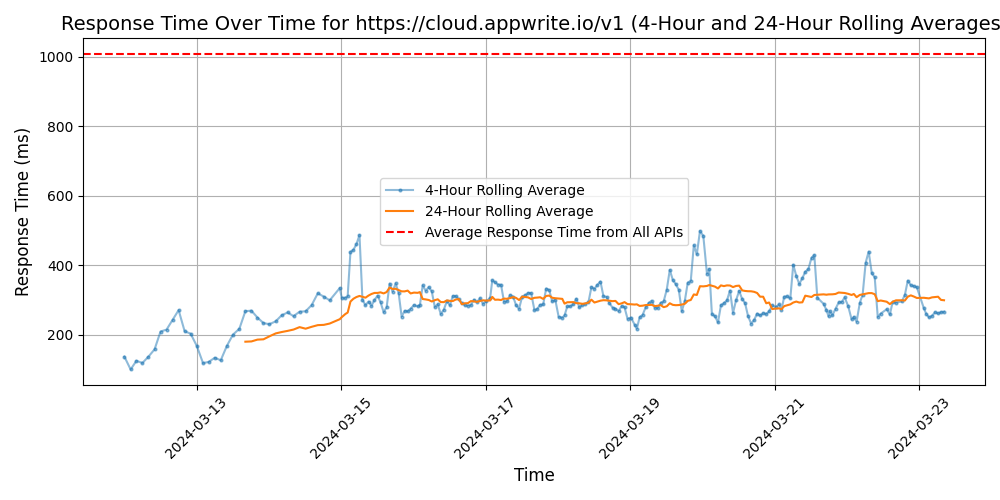 Response Time Over Time for https://cloud.appwrite.io/v1 (4-Hour and 24-Hour Rolling Averages
Response Time (ms)
1000
800
600
400
200
4-Hour Rolling Average
24-Hour Rolling Average
Average Response Time from All APIs
2024-03-13
2024-03-15
2024-03-17
2024-03-19
2024-03-21
2024-03-23
Time